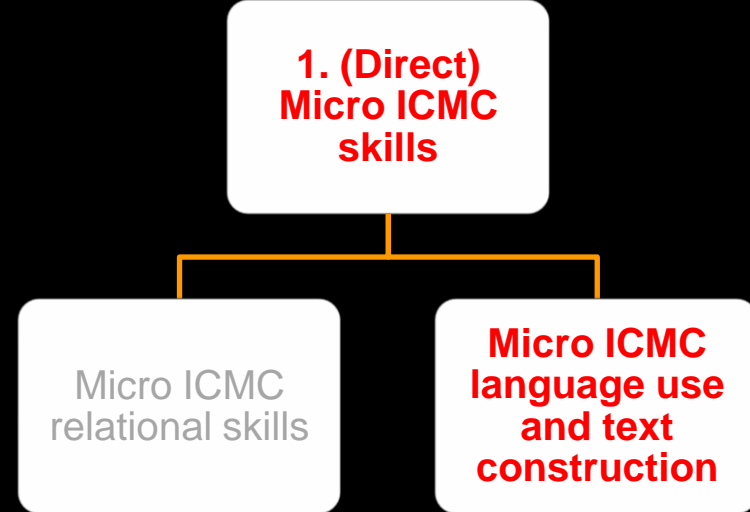 1. (Direct)
Micro ICMC
skills
Micro ICMC
relational skills
Micro ICMC
language use
and text
construction